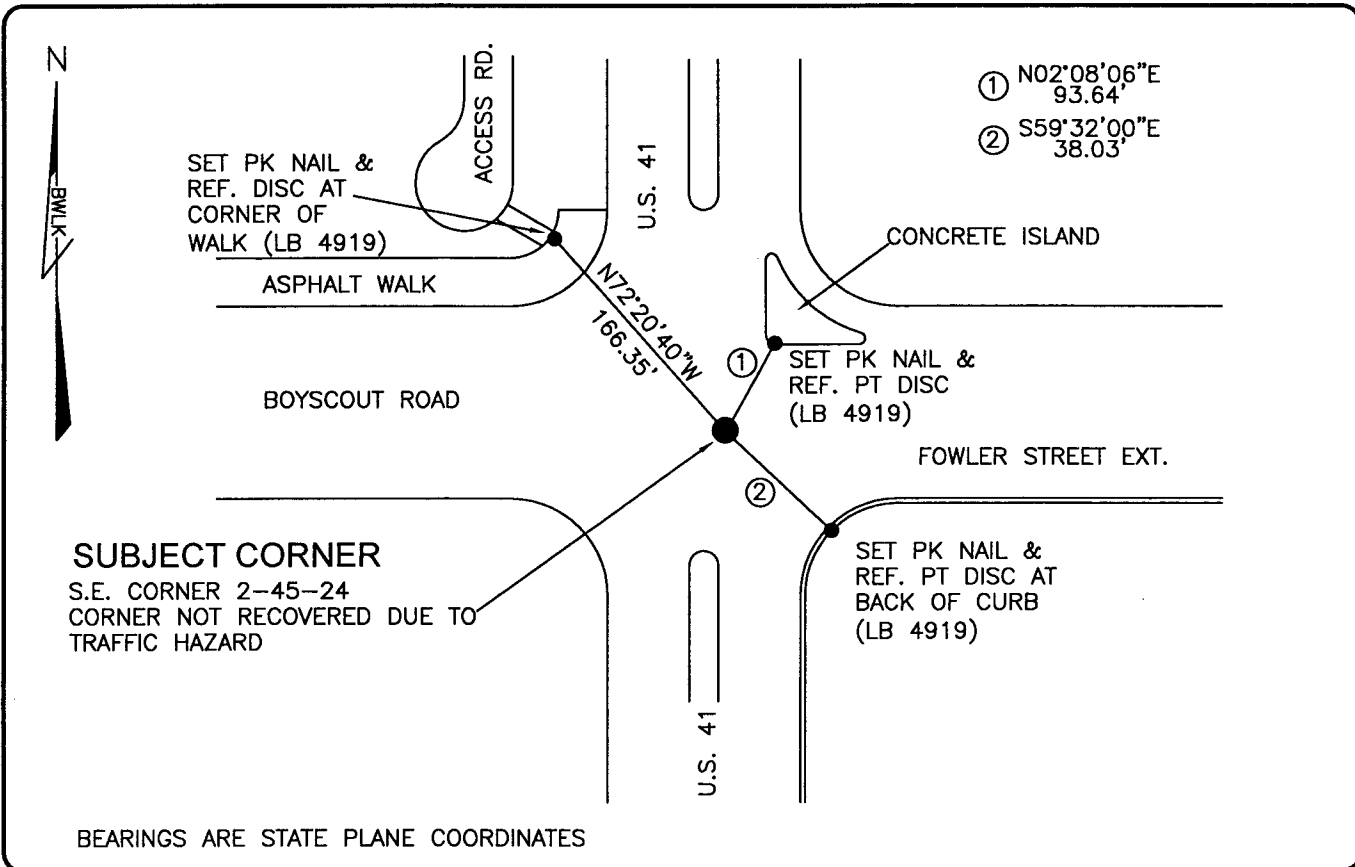 N
BWLK
SET PK NAIL &
REF. DISC AT
CORNER OF
WALK (LB 4919)
ACCESS RD.
U.S. 41
① N02°08'06"E
93.64'
② S59°32'00"E
38.03'
CONCRETE ISLAND
ASPHALT WALK
N72°20'40"W
166.35'
①
SET PK NAIL &
REF. PT DISC
(LB 4919)
BOYSCOUT ROAD
FOWLER STREET EXT.
②
SUBJECT CORNER
S.E. CORNER 2-45-24
CORNER NOT RECOVERED DUE TO
TRAFFIC HAZARD
SET PK NAIL &
REF. PT DISC AT
BACK OF CURB
(LB 4919)
U.S. 41
BEARINGS ARE STATE PLANE COORDINATES